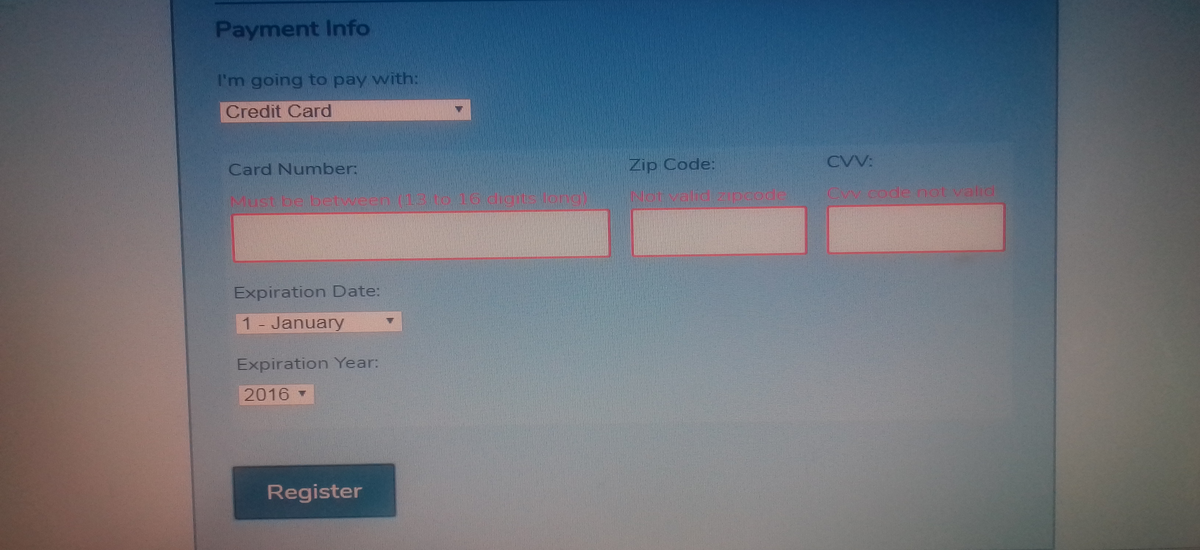 Payment Info
I'm going to pay with:
Credit Card
Card Number:
Zip Code:
CVV:
Must be between (13 to 16 digits long)
Not valid zipcode
Cvv code not valid
Expiration Date:
1 - January
Expiration Year:
2016
Register